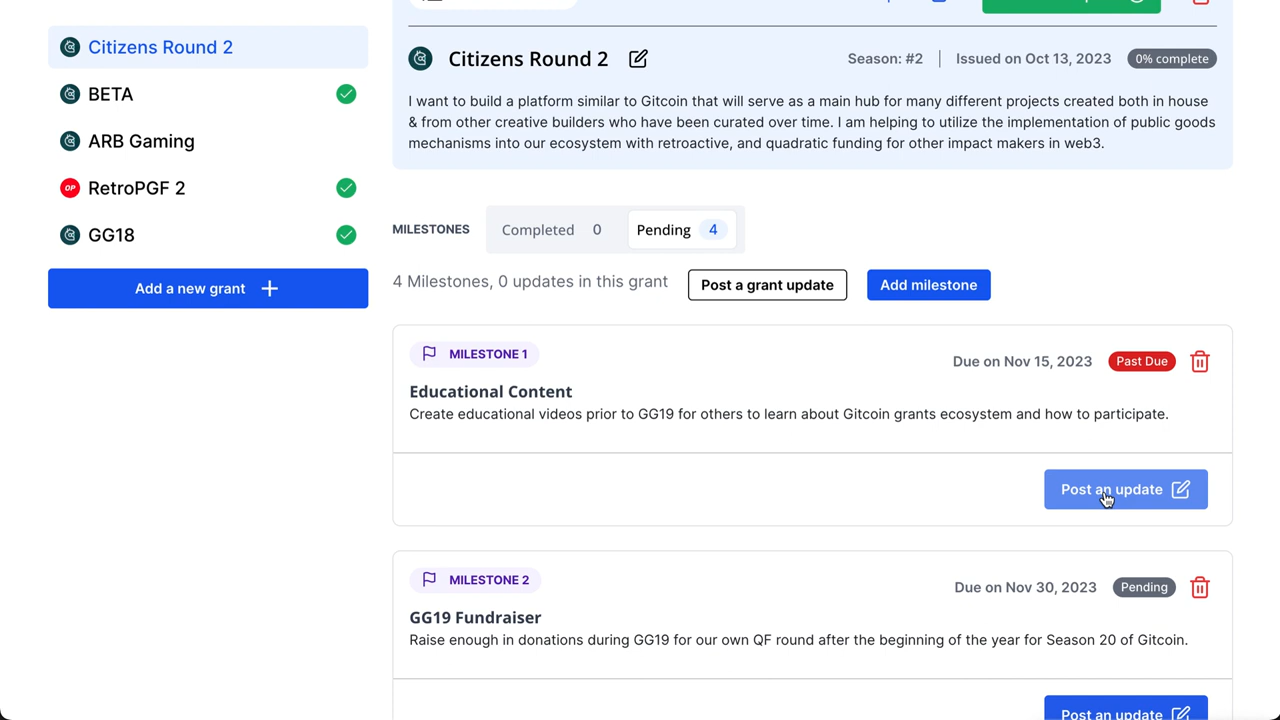 Citizens Round 2
BETA
ARB Gaming
OP RetroPGF 2
GG18
Add a new grant
Citizens Round 2
Season: #2 | Issued on Oct 13, 2023 0% complete
I want to build a platform similar to Gitcoin that will serve as a main hub for many different projects created both in house
& from other creative builders who have been curated over time. I am helping to utilize the implementation of public goods
mechanisms into our ecosystem with retroactive, and quadratic funding for other impact makers in web3.
MILESTONES Completed 0 Pending 4
4 Milestones, 0 updates in this grant Post a grant update Add milestone
MILESTONE 1
Due on Nov 15, 2023 Past Due
Educational Content
Create educational videos prior to GG19 for others to learn about Gitcoin grants ecosystem and how to participate.
Post an update
MILESTONE 2
Due on Nov 30, 2023 Pending
GG19 Fundraiser
Raise enough in donations during GG19 for our own QF round after the beginning of the year for Season 20 of Gitcoin.
Post an update